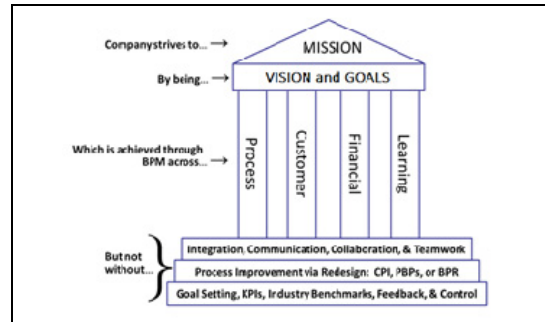 Company strives to...
MISSION
By being...
VISION and GOALS
Which is achieved through
BPM across...
Process
Customer
Financial
Learning
But not
without...
Integration, Communication, Collaboration, & Teamwork
Process Improvement via Redesign: CPI, PBPs, or BPR
Goal Setting, KPIs, Industry Benchmarks, Feedback, & Control